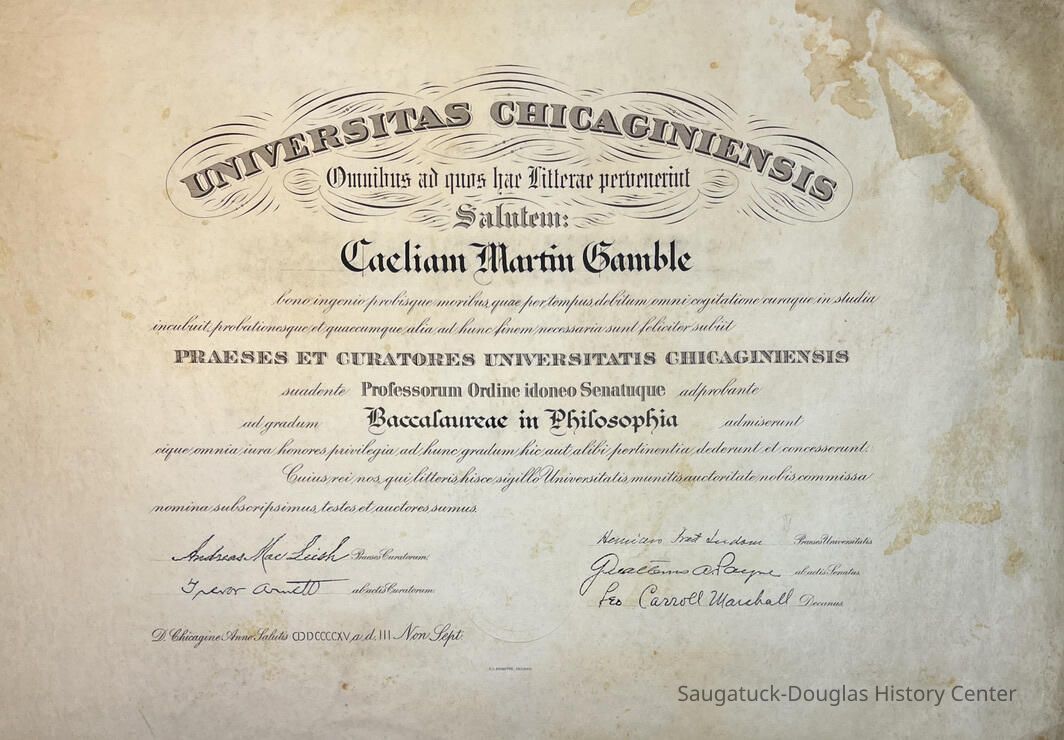 UNIVERSITAS CHICAGINIENSIS
Omnibus ad quos hae Litterae pervenerint
Salutem:
Caeliam Martin Gamble
bono ingenio probisque moribus, quae per tempus debitum omni cogitatione curaque in studia
incubuit, probationesque et quaecumque alia ad hunc finem necessaria sunt feliciter subiit
PRAESES ET CURATORES UNIVERSITATIS CHICAGINIENSIS
suadente Professorum Ordine idoneo Senatuque adprobante
ad gradum Baccalaureae in Philosophia admiserunt
eique omnia iura honores privilegia ad hunc gradum hic aut alibi pertinentia dederunt et concesserunt.
Cuius rei nos, qui litteris hisce sigillo Universitatis munitis auctoritate nobis commissa
nomina subscripsimus, testes et auctores sumus.
Andreas Mac Leish Praeses Curatorum.
Trevor Arnett ab actis Curatorum.
Praeses Universitatis
Payne ab actis Senatus
Leo Carroll Marshall Decanus
D. Chicagine Anno Salutis CIƆDCCCCXV, a. d. III Non. Sept.
Saugatuck-Douglas History Center